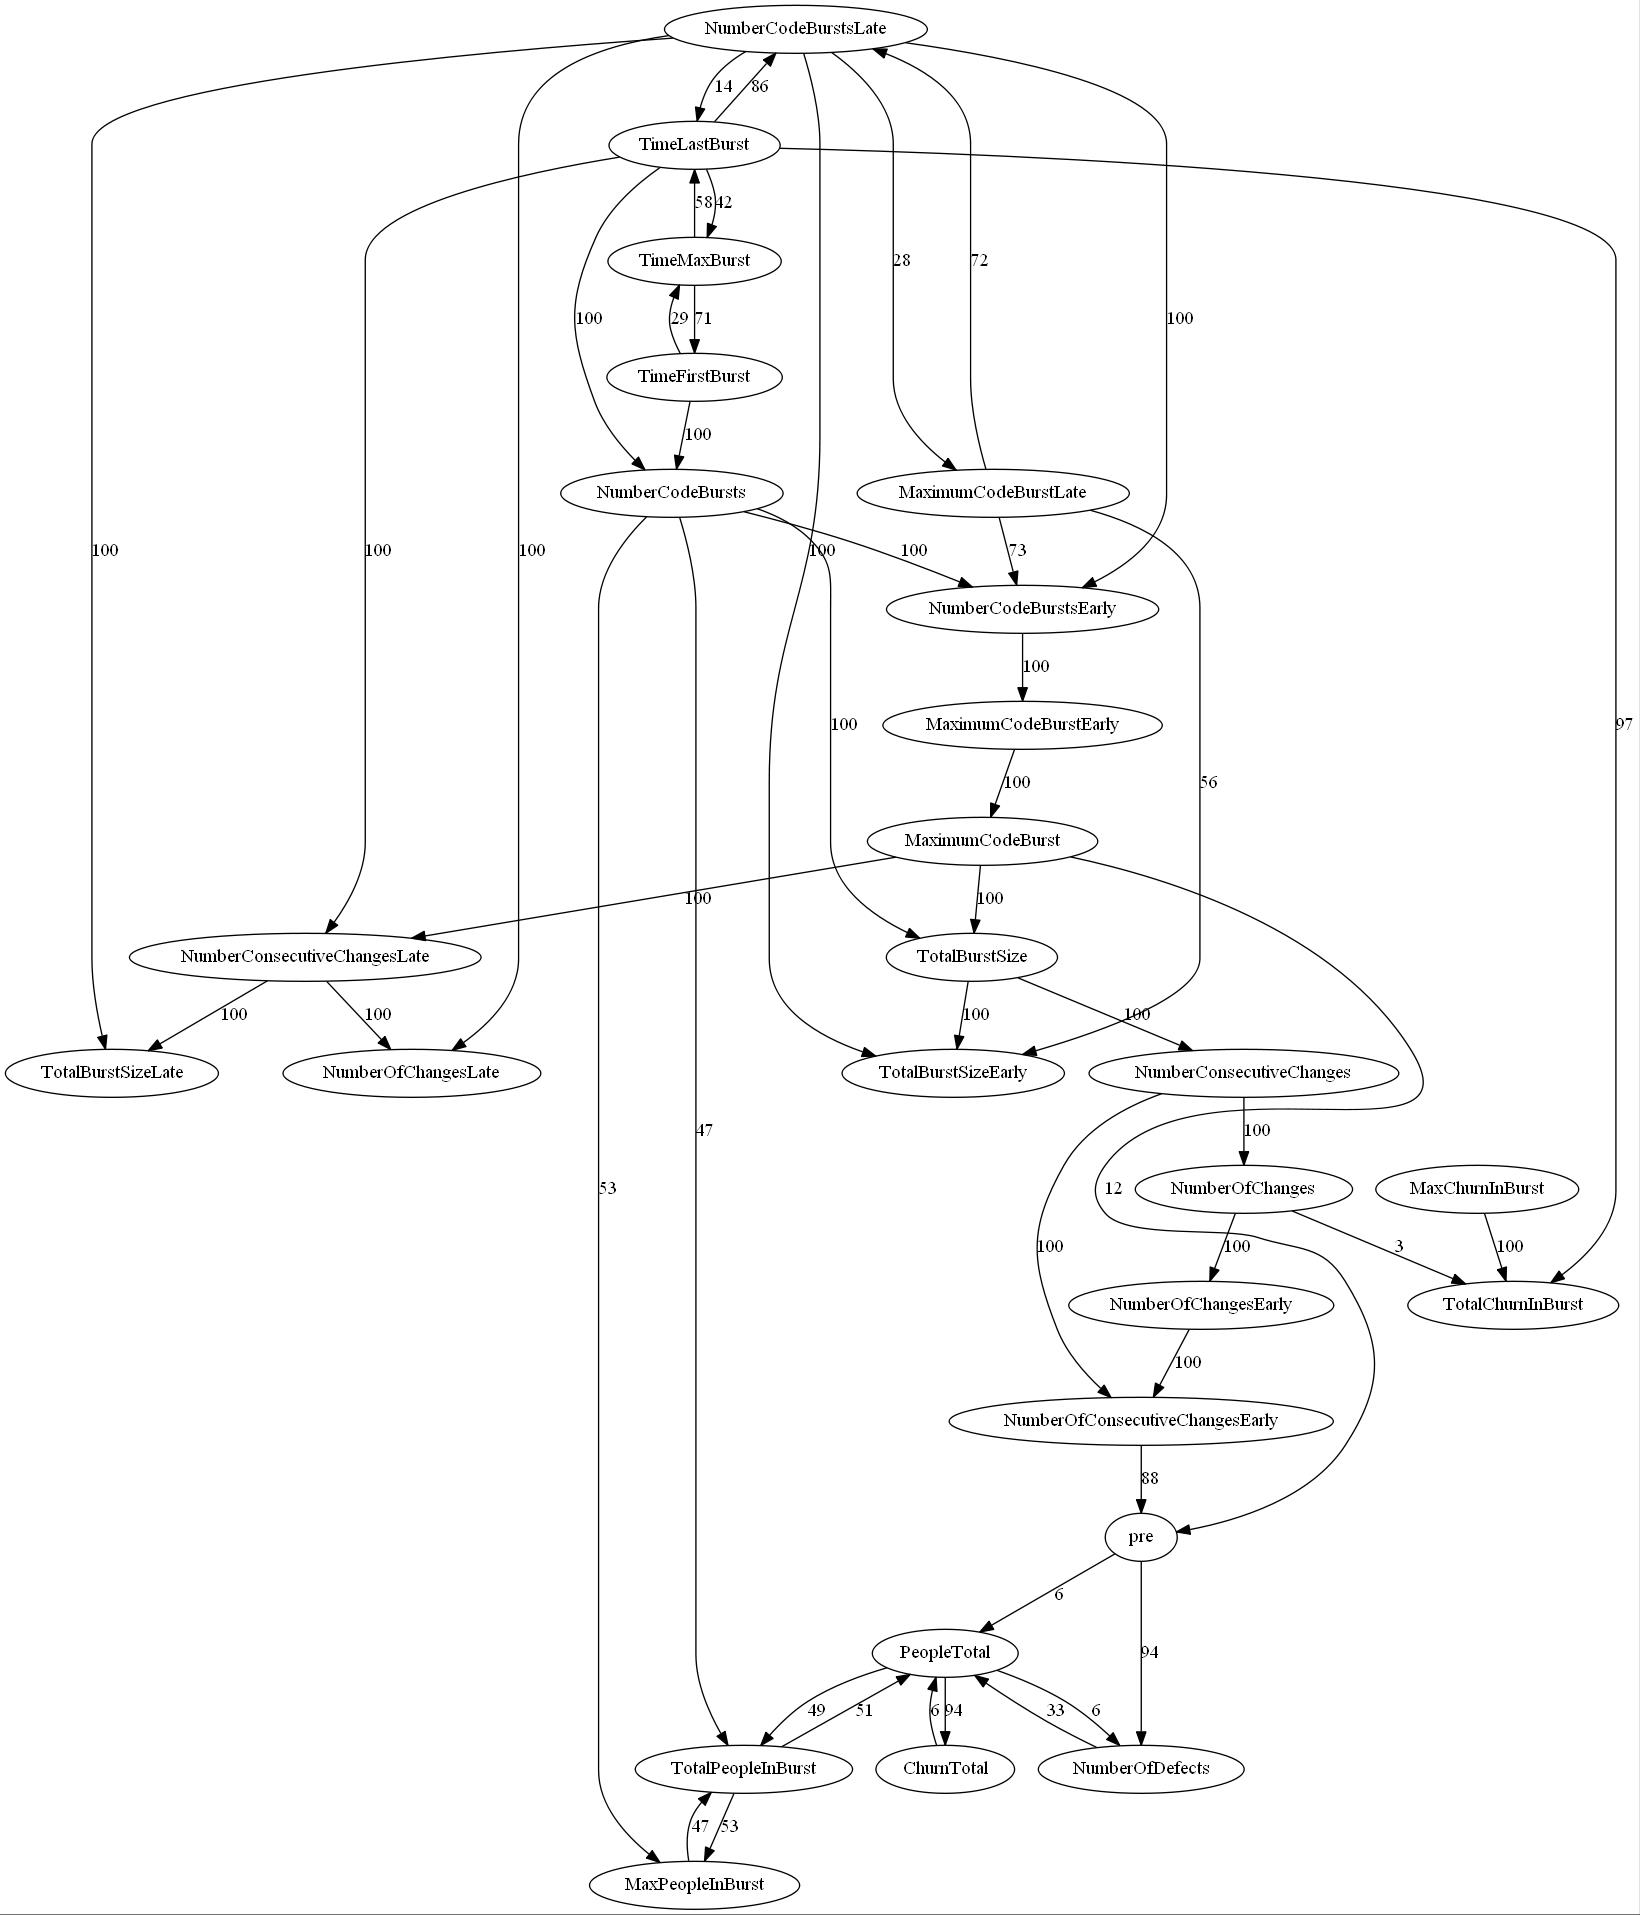 NumberCodeBurstsLate
14
86
TimeLastBurst
58
42
TimeMaxBurst
28
72
100
29
71
100
TimeFirstBurst
100
NumberCodeBursts
MaximumCodeBurstLate
100
100
100
100
100
73
NumberCodeBurstsEarly
100
MaximumCodeBurstEarly
100
97
100
56
MaximumCodeBurst
100
100
NumberConsecutiveChangesLate
TotalBurstSize
100
100
100
100
TotalBurstSizeLate
NumberOfChangesLate
TotalBurstSizeEarly
NumberConsecutiveChanges
47
100
53
12
NumberOfChanges
MaxChurnInBurst
100
100
3
100
NumberOfChangesEarly
TotalChurnInBurst
100
NumberOfConsecutiveChangesEarly
88
pre
6
PeopleTotal
94
49
51
6
94
33
6
TotalPeopleInBurst
ChurnTotal
NumberOfDefects
47
53
MaxPeopleInBurst